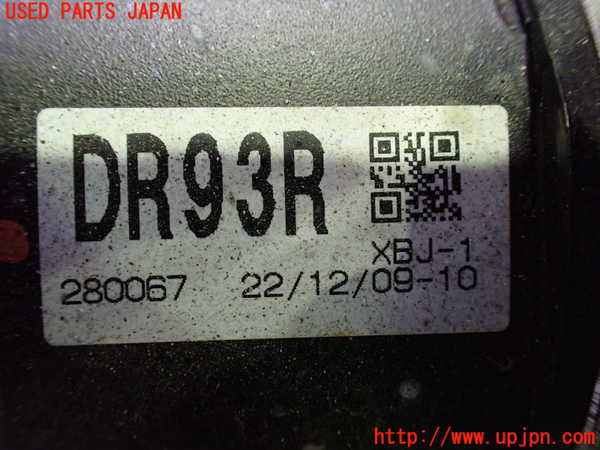 USED PARTS JAPAN
DR93R
XBJ-1
280067 22/12/09-10
http://www.upjpn.com/